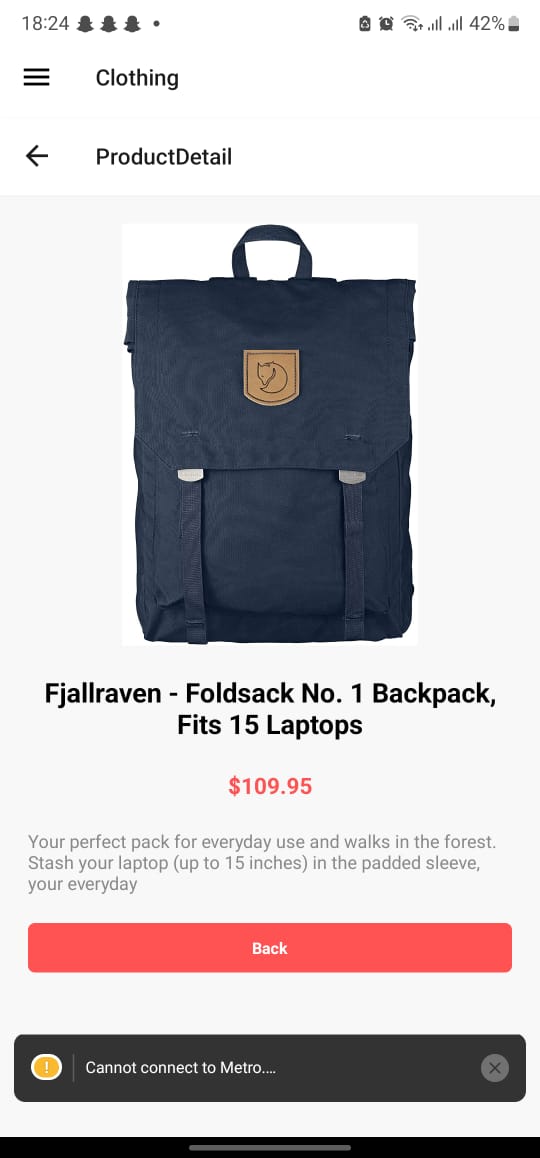 18:24
42%
Clothing
ProductDetail
Fjallraven - Foldsack No. 1 Backpack,
Fits 15 Laptops
$109.95
Your perfect pack for everyday use and walks in the forest.
Stash your laptop (up to 15 inches) in the padded sleeve,
your everyday
Back
! Cannot connect to Metro....